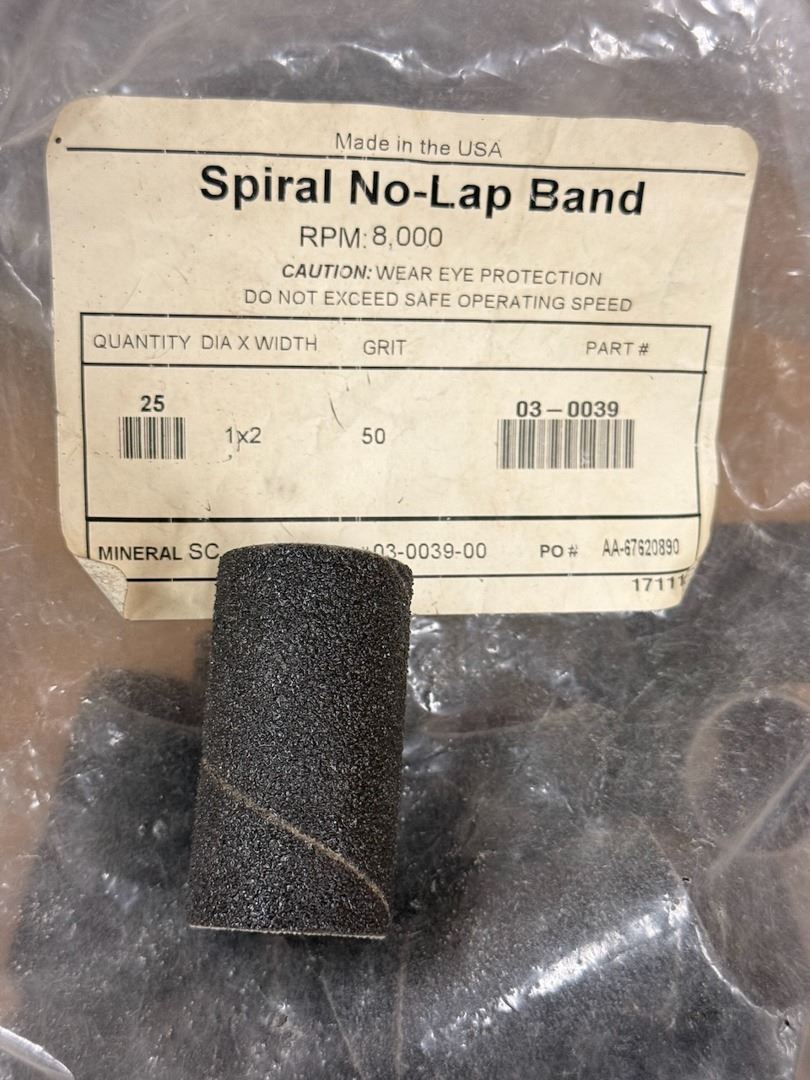 Made in the USA
Spiral No-Lap Band
RPM: 8,000
CAUTION: WEAR EYE PROTECTION
DO NOT EXCEED SAFE OPERATING SPEED
QUANTITY DIA X WIDTH GRIT PART #
25 1x2 50 03-0039
MINERAL SC 03-0039-00 PO # AA-67620890
17111